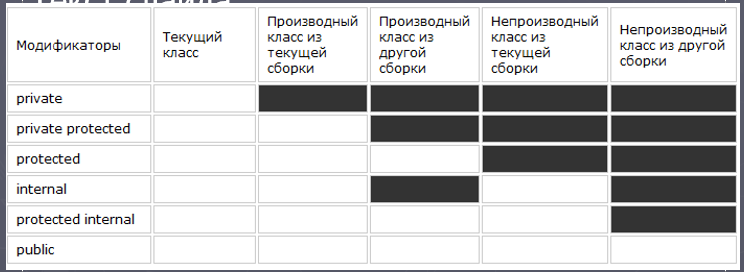 Модификаторы
Текущий
класс
Производный
класс из
текущей
сборки
Производный
класс из
другой
сборки
Непроизводный
класс из
текущей
сборки
Непроизводный
класс из другой
сборки
private
private protected
protected
internal
protected internal
public